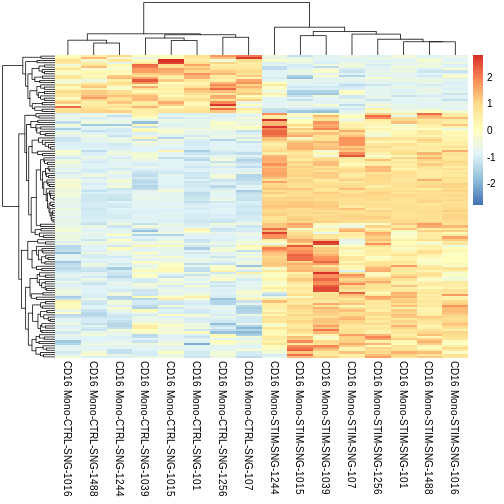 2
1
0
-1
-2
CD16 Mono-CTRL-SNG-1016
CD16 Mono-CTRL-SNG-1488
CD16 Mono-CTRL-SNG-1244
CD16 Mono-CTRL-SNG-1039
CD16 Mono-CTRL-SNG-1015
CD16 Mono-CTRL-SNG-101
CD16 Mono-CTRL-SNG-1256
CD16 Mono-CTRL-SNG-107
CD16 Mono-STIM-SNG-1244
CD16 Mono-STIM-SNG-1015
CD16 Mono-STIM-SNG-1039
CD16 Mono-STIM-SNG-107
CD16 Mono-STIM-SNG-1256
CD16 Mono-STIM-SNG-101
CD16 Mono-STIM-SNG-1488
CD16 Mono-STIM-SNG-1016